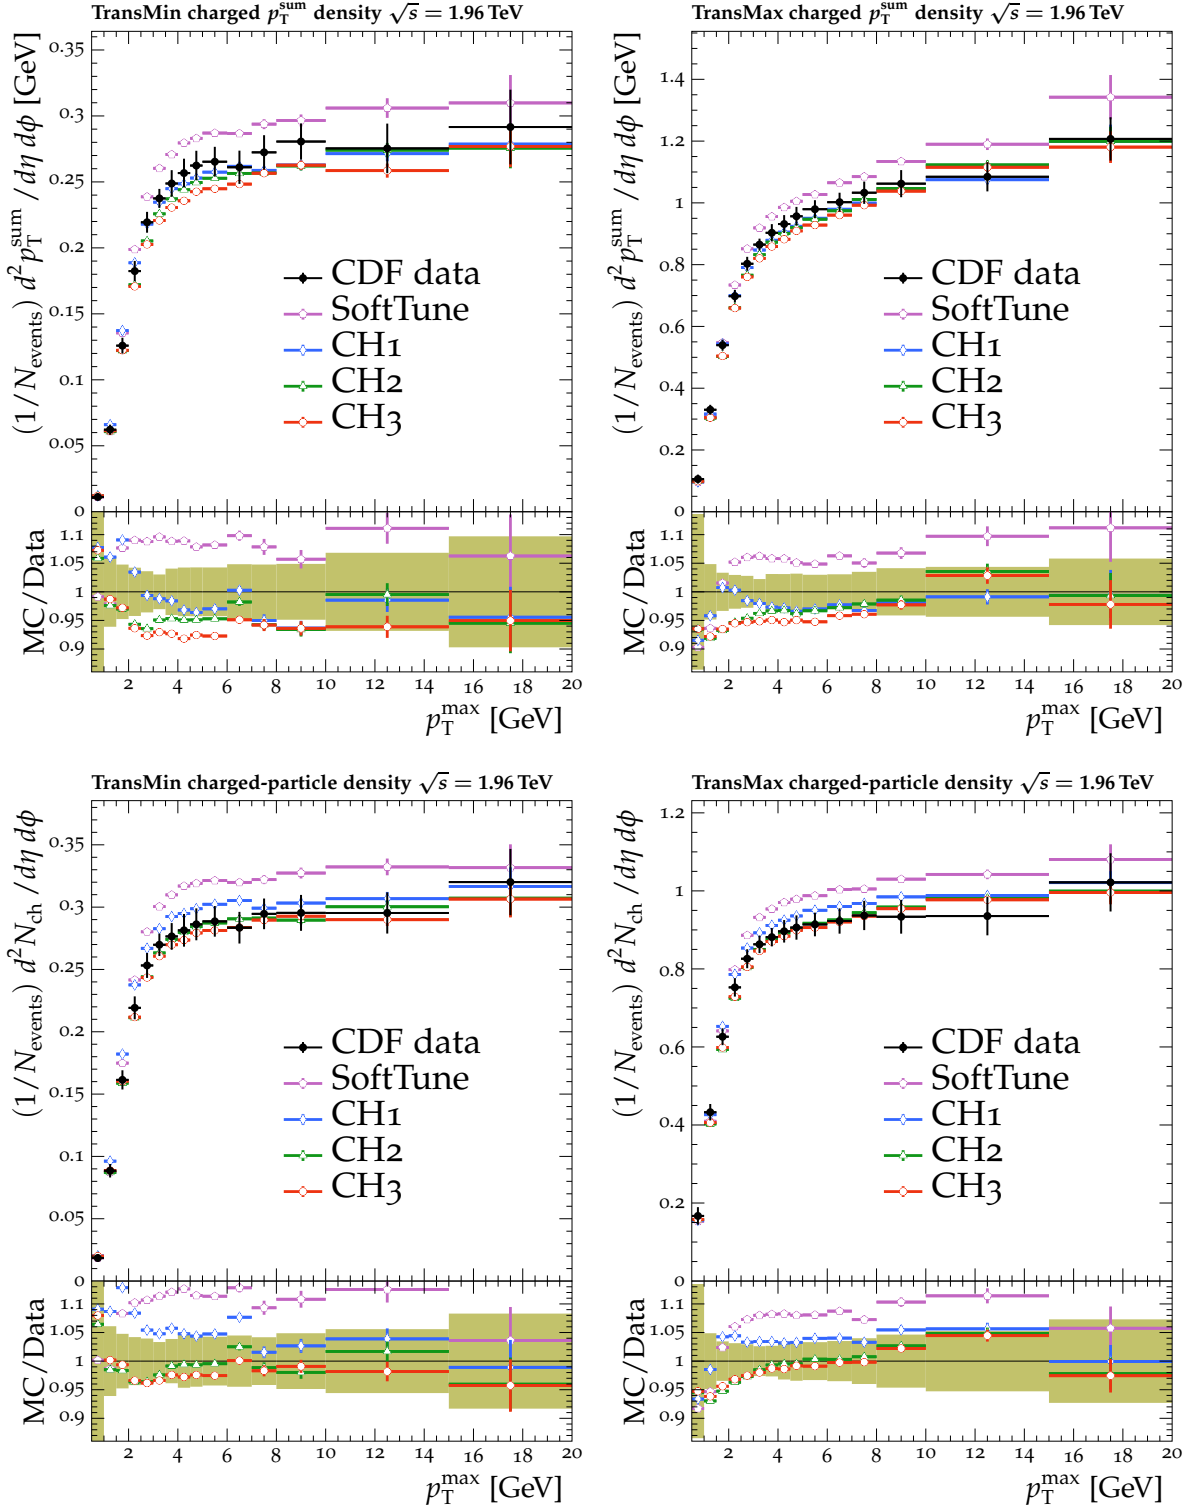 TransMin charged p_T^sum density √s = 1.96 TeV
(1/N_events) d² p_T^sum / dη dϕ [GeV]
0.35
0.3
0.25
0.2
0.15
0.1
0.05
0
CDF data
SoftTune
CH1
CH2
CH3
MC/Data
1.1
1.05
1
0.95
0.9
2 4 6 8 10 12 14 16 18 20
p_T^max [GeV]
TransMax charged p_T^sum density √s = 1.96 TeV
(1/N_events) d² p_T^sum / dη dϕ [GeV]
1.4
1.2
1
0.8
0.6
0.4
0.2
0
CDF data
SoftTune
CH1
CH2
CH3
MC/Data
1.1
1.05
1
0.95
0.9
2 4 6 8 10 12 14 16 18 20
p_T^max [GeV]
TransMin charged-particle density √s = 1.96 TeV
(1/N_events) d² N_ch / dη dϕ
0.35
0.3
0.25
0.2
0.15
0.1
0.05
0
CDF data
SoftTune
CH1
CH2
CH3
MC/Data
1.1
1.05
1
0.95
0.9
2 4 6 8 10 12 14 16 18 20
p_T^max [GeV]
TransMax charged-particle density √s = 1.96 TeV
(1/N_events) d² N_ch / dη dϕ
1.2
1
0.8
0.6
0.4
0.2
0
CDF data
SoftTune
CH1
CH2
CH3
MC/Data
1.1
1.05
1
0.95
0.9
2 4 6 8 10 12 14 16 18 20
p_T^max [GeV]